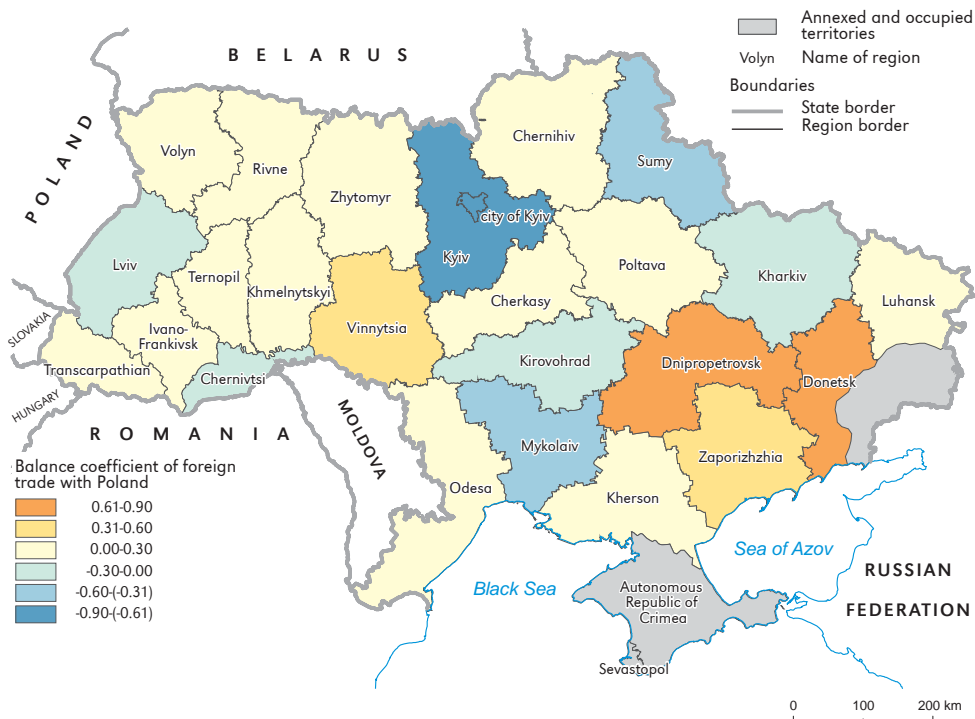 Annexed and occupied
territories
Volyn
Name of region
Boundaries
State border
Region border
BELARUS
POLAND
SLOVAKIA
HUNGARY
ROMANIA
MOLDOVA
RUSSIAN
FEDERATION
Volyn
Rivne
Zhytomyr
Chernihiv
Sumy
city of Kyiv
Kyiv
Lviv
Ternopil
Khmelnytskyi
Vinnytsia
Cherkasy
Poltava
Kharkiv
Luhansk
Ivano-
Frankivsk
Transcarpathian
Chernivtsi
Kirovohrad
Dnipropetrovsk
Donetsk
Mykolaiv
Zaporizhzhia
Odesa
Kherson
Sea of Azov
Black Sea
Autonomous
Republic of
Crimea
Sevastopol
Balance coefficient of foreign
trade with Poland
0.61-0.90
0.31-0.60
0.00-0.30
-0.30-0.00
-0.60-(-0.31)
-0.90-(-0.61)
0 100 200 km